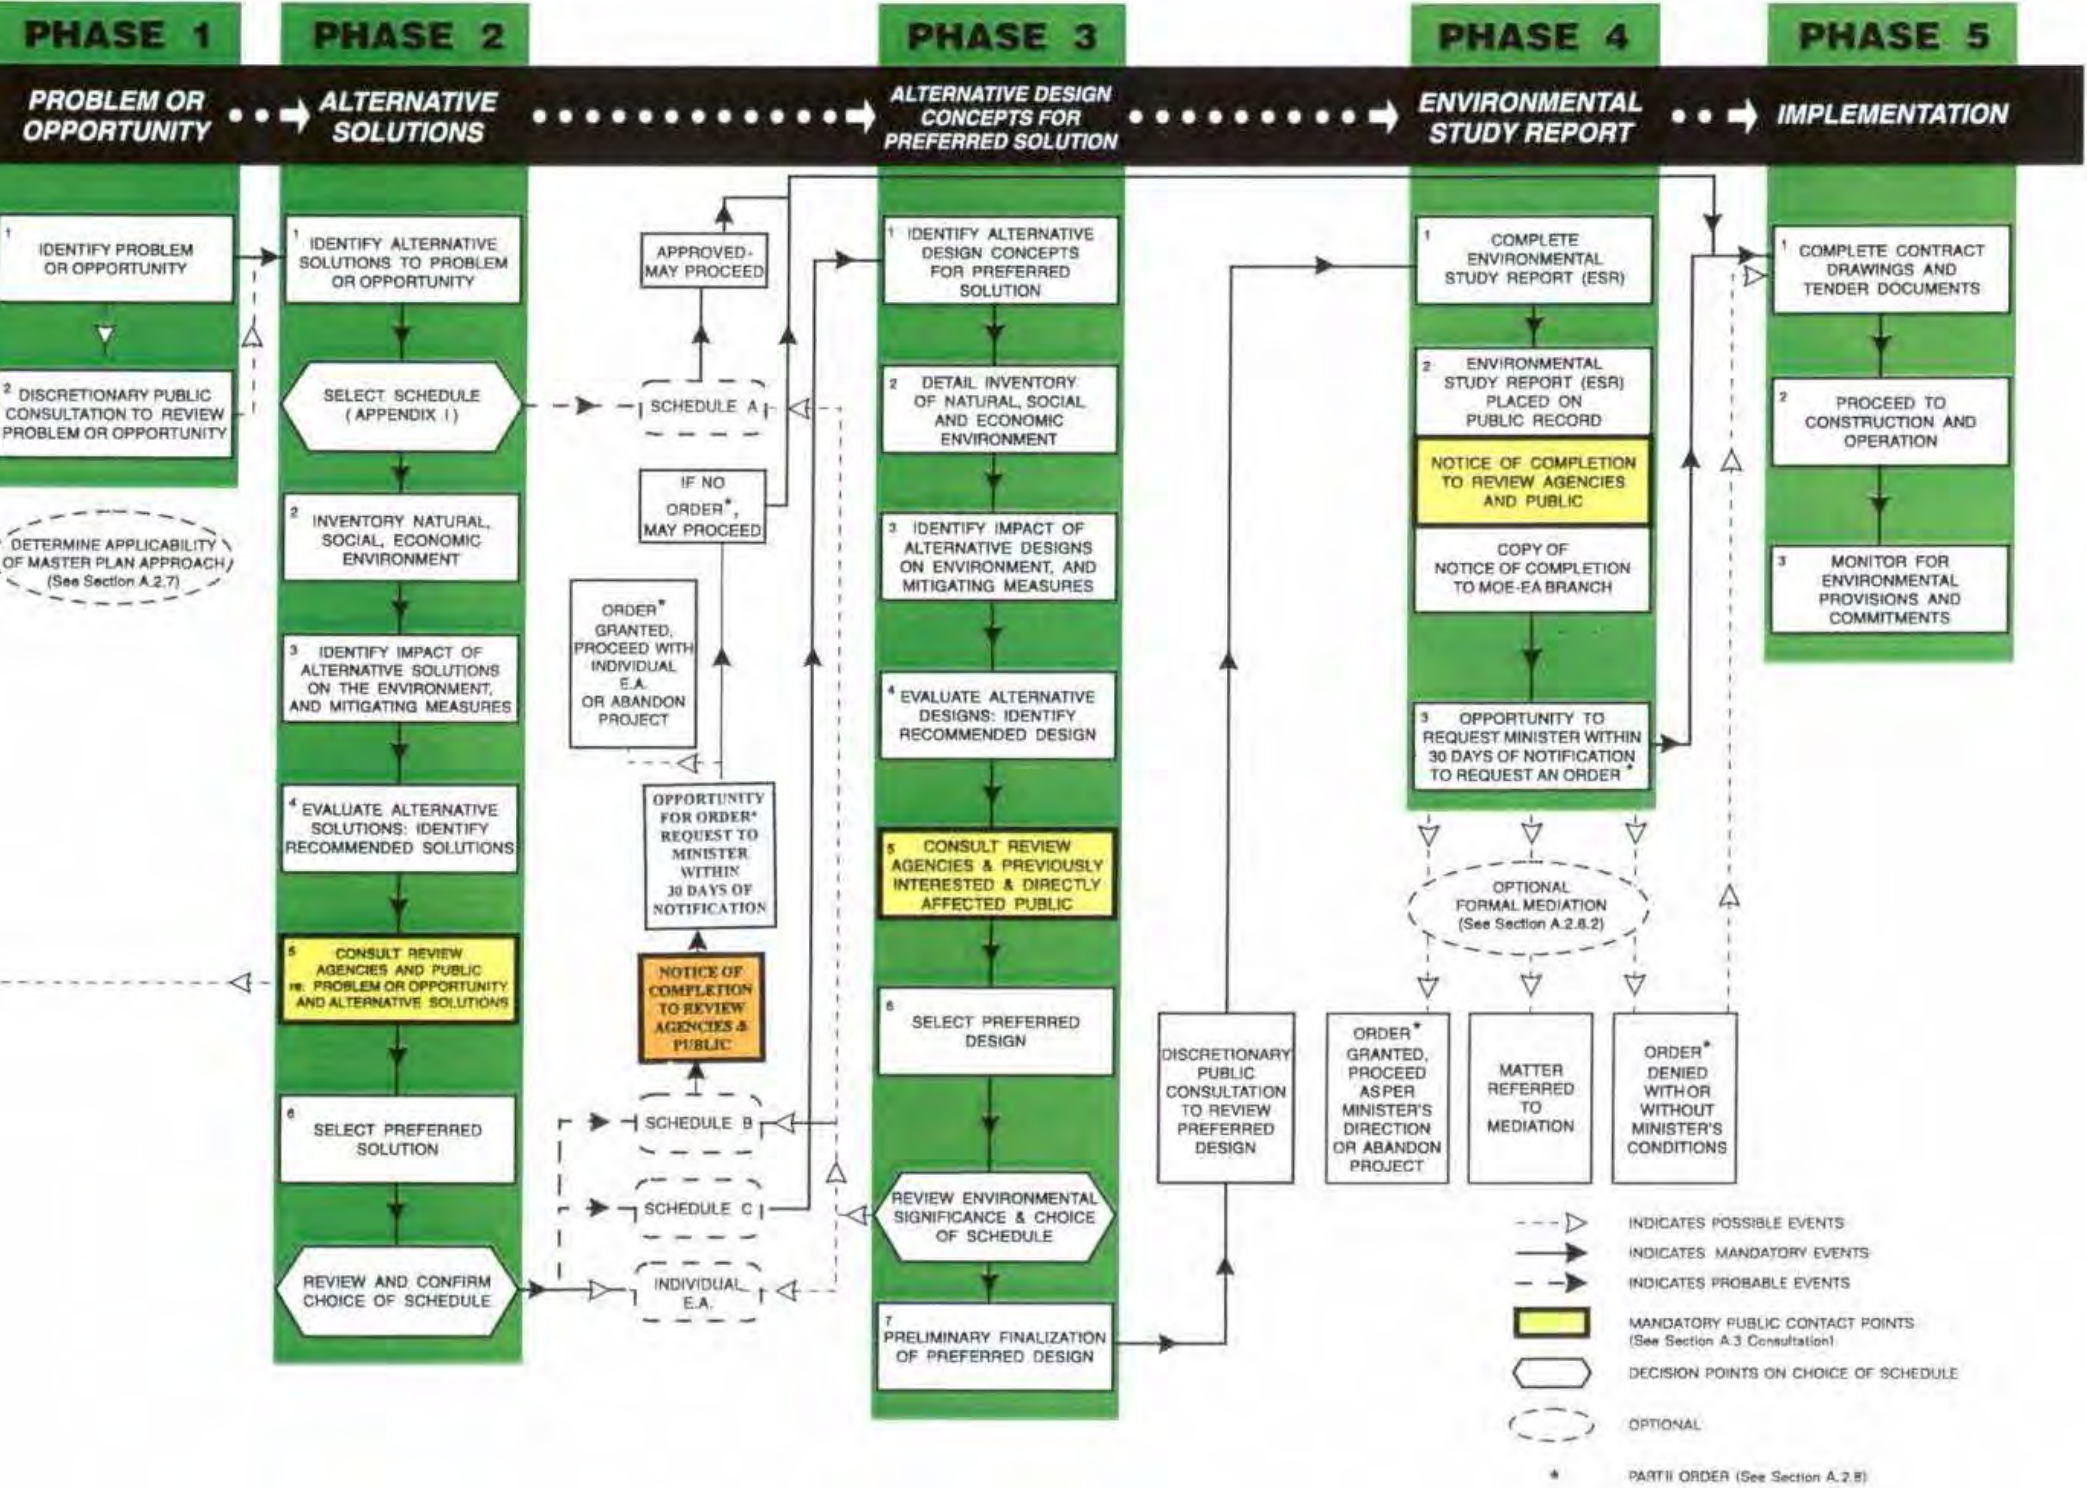 PHASE 1
PROBLEM OR
OPPORTUNITY
1
IDENTIFY PROBLEM
OR OPPORTUNITY
2 DISCRETIONARY PUBLIC
CONSULTATION TO REVIEW
PROBLEM OR OPPORTUNITY
DETERMINE APPLICABILITY
OF MASTER PLAN APPROACH
(See Section A.2.7)
PHASE 2
ALTERNATIVE
SOLUTIONS
1 IDENTIFY ALTERNATIVE
SOLUTIONS TO PROBLEM
OR OPPORTUNITY
SELECT SCHEDULE
(APPENDIX I)
2
INVENTORY NATURAL,
SOCIAL, ECONOMIC
ENVIRONMENT
3 IDENTIFY IMPACT OF
ALTERNATIVE SOLUTIONS
ON THE ENVIRONMENT,
AND MITIGATING MEASURES
4 EVALUATE ALTERNATIVE
SOLUTIONS: IDENTIFY
RECOMMENDED SOLUTIONS
5 CONSULT REVIEW
AGENCIES AND PUBLIC
re: PROBLEM OR OPPORTUNITY
AND ALTERNATIVE SOLUTIONS
6
SELECT PREFERRED
SOLUTION
REVIEW AND CONFIRM
CHOICE OF SCHEDULE
APPROVED-
MAY PROCEED
SCHEDULE A
IF NO
ORDER*,
MAY PROCEED
ORDER*
GRANTED,
PROCEED WITH
INDIVIDUAL
E.A.
OR ABANDON
PROJECT
OPPORTUNITY
FOR ORDER*
REQUEST TO
MINISTER
WITHIN
30 DAYS OF
NOTIFICATION
NOTICE OF
COMPLETION
TO REVIEW
AGENCIES &
PUBLIC
SCHEDULE B
SCHEDULE C
INDIVIDUAL
E.A.
PHASE 3
ALTERNATIVE DESIGN
CONCEPTS FOR
PREFERRED SOLUTION
1 IDENTIFY ALTERNATIVE
DESIGN CONCEPTS
FOR PREFERRED
SOLUTION
2 DETAIL INVENTORY
OF NATURAL, SOCIAL
AND ECONOMIC
ENVIRONMENT
3 IDENTIFY IMPACT OF
ALTERNATIVE DESIGNS
ON ENVIRONMENT, AND
MITIGATING MEASURES
4 EVALUATE ALTERNATIVE
DESIGNS: IDENTIFY
RECOMMENDED DESIGN
5 CONSULT REVIEW
AGENCIES & PREVIOUSLY
INTERESTED & DIRECTLY
AFFECTED PUBLIC
6
SELECT PREFERRED
DESIGN
REVIEW ENVIRONMENTAL
SIGNIFICANCE & CHOICE
OF SCHEDULE
7
PRELIMINARY FINALIZATION
OF PREFERRED DESIGN
DISCRETIONARY
PUBLIC
CONSULTATION
TO REVIEW
PREFERRED
DESIGN
PHASE 4
ENVIRONMENTAL
STUDY REPORT
1
COMPLETE
ENVIRONMENTAL
STUDY REPORT (ESR)
2 ENVIRONMENTAL
STUDY REPORT (ESR)
PLACED ON
PUBLIC RECORD
NOTICE OF COMPLETION
TO REVIEW AGENCIES
AND PUBLIC
COPY OF
NOTICE OF COMPLETION
TO MOE-EA BRANCH
3 OPPORTUNITY TO
REQUEST MINISTER WITHIN
30 DAYS OF NOTIFICATION
TO REQUEST AN ORDER*
OPTIONAL
FORMAL MEDIATION
(See Section A.2.8.2)
ORDER*
GRANTED,
PROCEED
AS PER
MINISTER'S
DIRECTION
OR ABANDON
PROJECT
MATTER
REFERRED
TO
MEDIATION
ORDER*
DENIED
WITH OR
WITHOUT
MINISTER'S
CONDITIONS
PHASE 5
IMPLEMENTATION
1 COMPLETE CONTRACT
DRAWINGS AND
TENDER DOCUMENTS
2
PROCEED TO
CONSTRUCTION AND
OPERATION
3 MONITOR FOR
ENVIRONMENTAL
PROVISIONS AND
COMMITMENTS
INDICATES POSSIBLE EVENTS
INDICATES MANDATORY EVENTS
INDICATES PROBABLE EVENTS
MANDATORY PUBLIC CONTACT POINTS
(See Section A.3 Consultation)
DECISION POINTS ON CHOICE OF SCHEDULE
OPTIONAL
* PART II ORDER (See Section A.2.8)